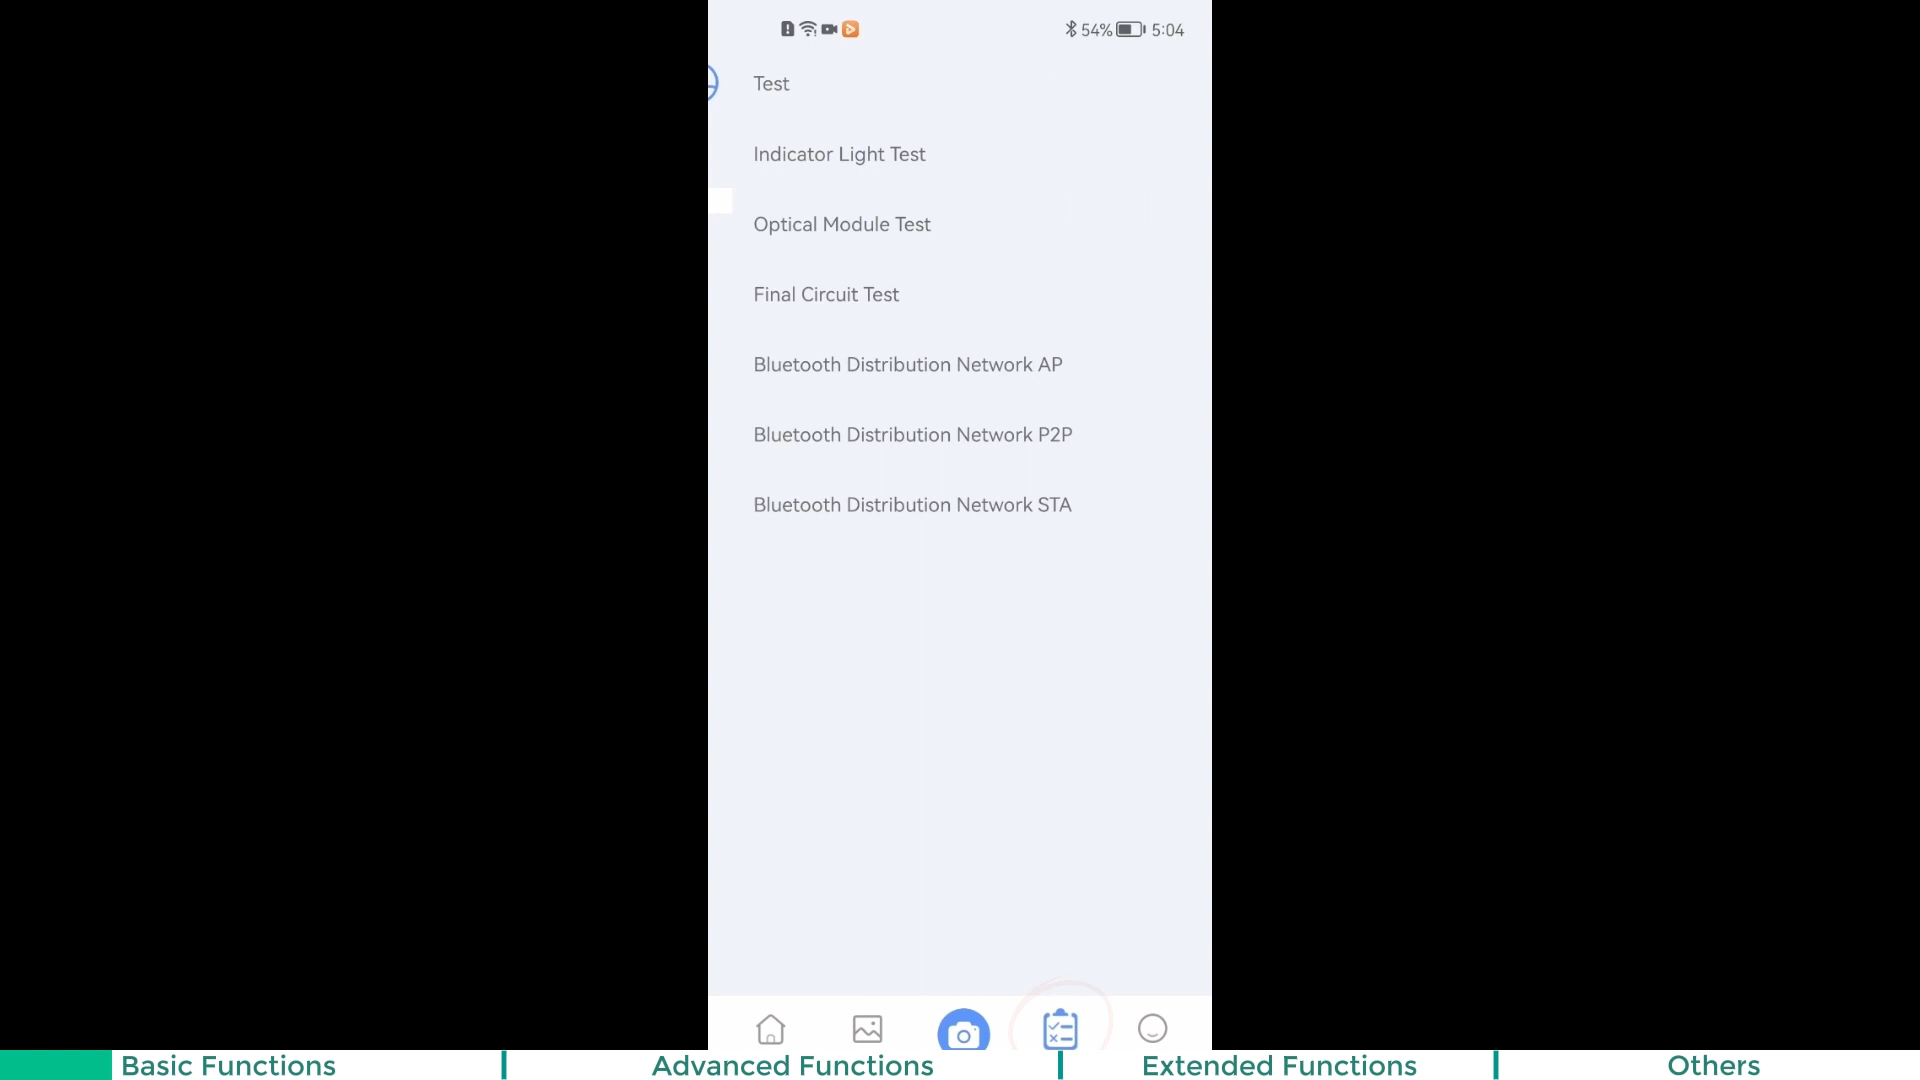 54% 5:04
Test
Indicator Light Test
Optical Module Test
Final Circuit Test
Bluetooth Distribution Network AP
Bluetooth Distribution Network P2P
Bluetooth Distribution Network STA
Basic Functions
Advanced Functions
Extended Functions
Others